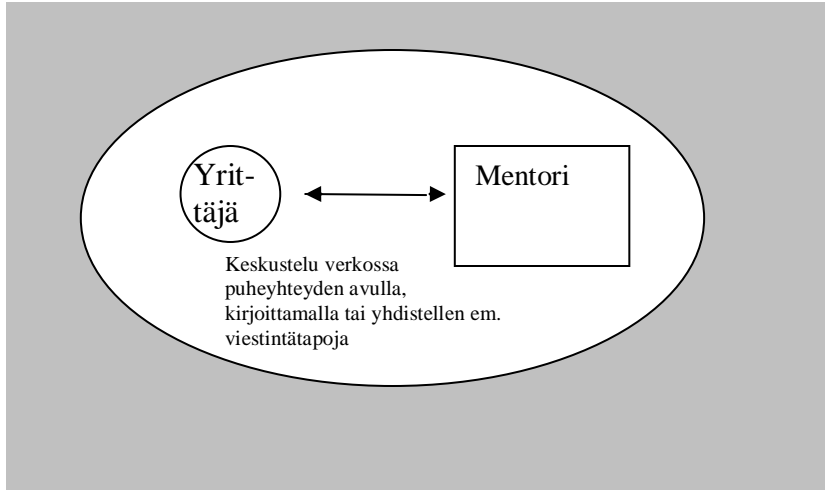 Yrit-
täjä
Mentori
Keskustelu verkossa
puheyhteyden avulla,
kirjoittamalla tai yhdistellen em.
viestintätapoja